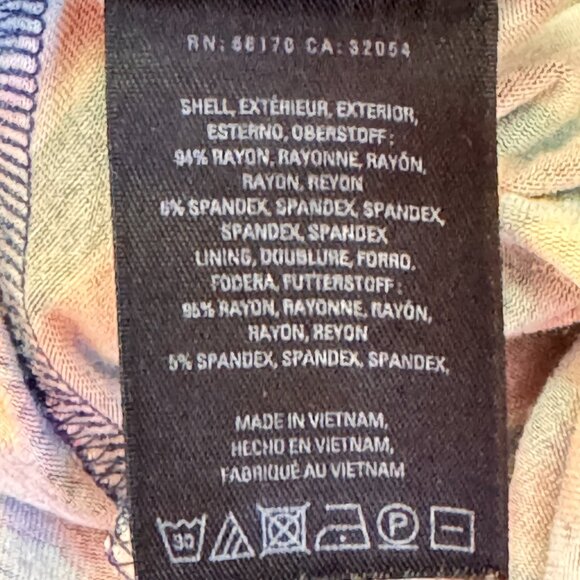 RN: 66170 CA: 32054
SHELL, EXTÉRIEUR, EXTERIOR,
ESTERNO, OBERSTOFF:
94% RAYON, RAYONNE, RAYÓN,
RAYON, REYON
6% SPANDEX, SPANDEX, SPANDEX,
SPANDEX, SPANDEX
LINING, DOUBLURE, FORRO,
FODERA, FUTTERSTOFF:
95% RAYON, RAYONNE, RAYÓN,
RAYON, REYON
5% SPANDEX, SPANDEX, SPANDEX,
MADE IN VIETNAM,
HECHO EN VIETNAM,
FABRIQUÉ AU VIETNAM
30 P